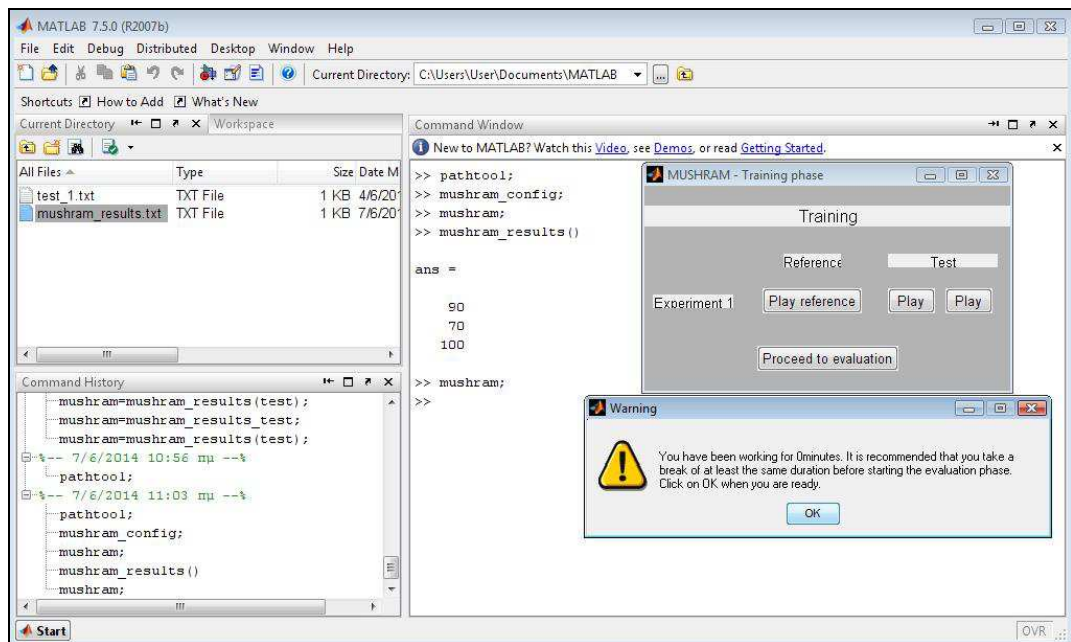 MATLAB 7.5.0 (R2007b)
File Edit Debug Distributed Desktop Window Help
Current Directory: C:\Users\User\Documents\MATLAB
Shortcuts How to Add What's New
Current Directory Workspace
All Files Type Size Date M
test_1.txt TXT File 1 KB 4/6/201
mushram_results.txt TXT File 1 KB 7/6/201
Command History
mushram=mushram_results(test);
mushram=mushram_results_test;
mushram=mushram_results(test);
%-- 7/6/2014 10:56 πμ --%
pathtool;
%-- 7/6/2014 11:03 πμ --%
pathtool;
mushram_config;
mushram;
mushram_results()
mushram;
Command Window
New to MATLAB? Watch this Video, see Demos, or read Getting Started.
>> pathtool;
>> mushram_config;
>> mushram;
>> mushram_results()
ans =
90
70
100
>> mushram;
>>
MUSHRAM - Training phase
Training
Reference Test
Experiment 1 Play reference Play Play
Proceed to evaluation
Warning
You have been working for 0minutes. It is recommended that you take a
break of at least the same duration before starting the evaluation phase.
Click on OK when you are ready.
OK
Start
OVR